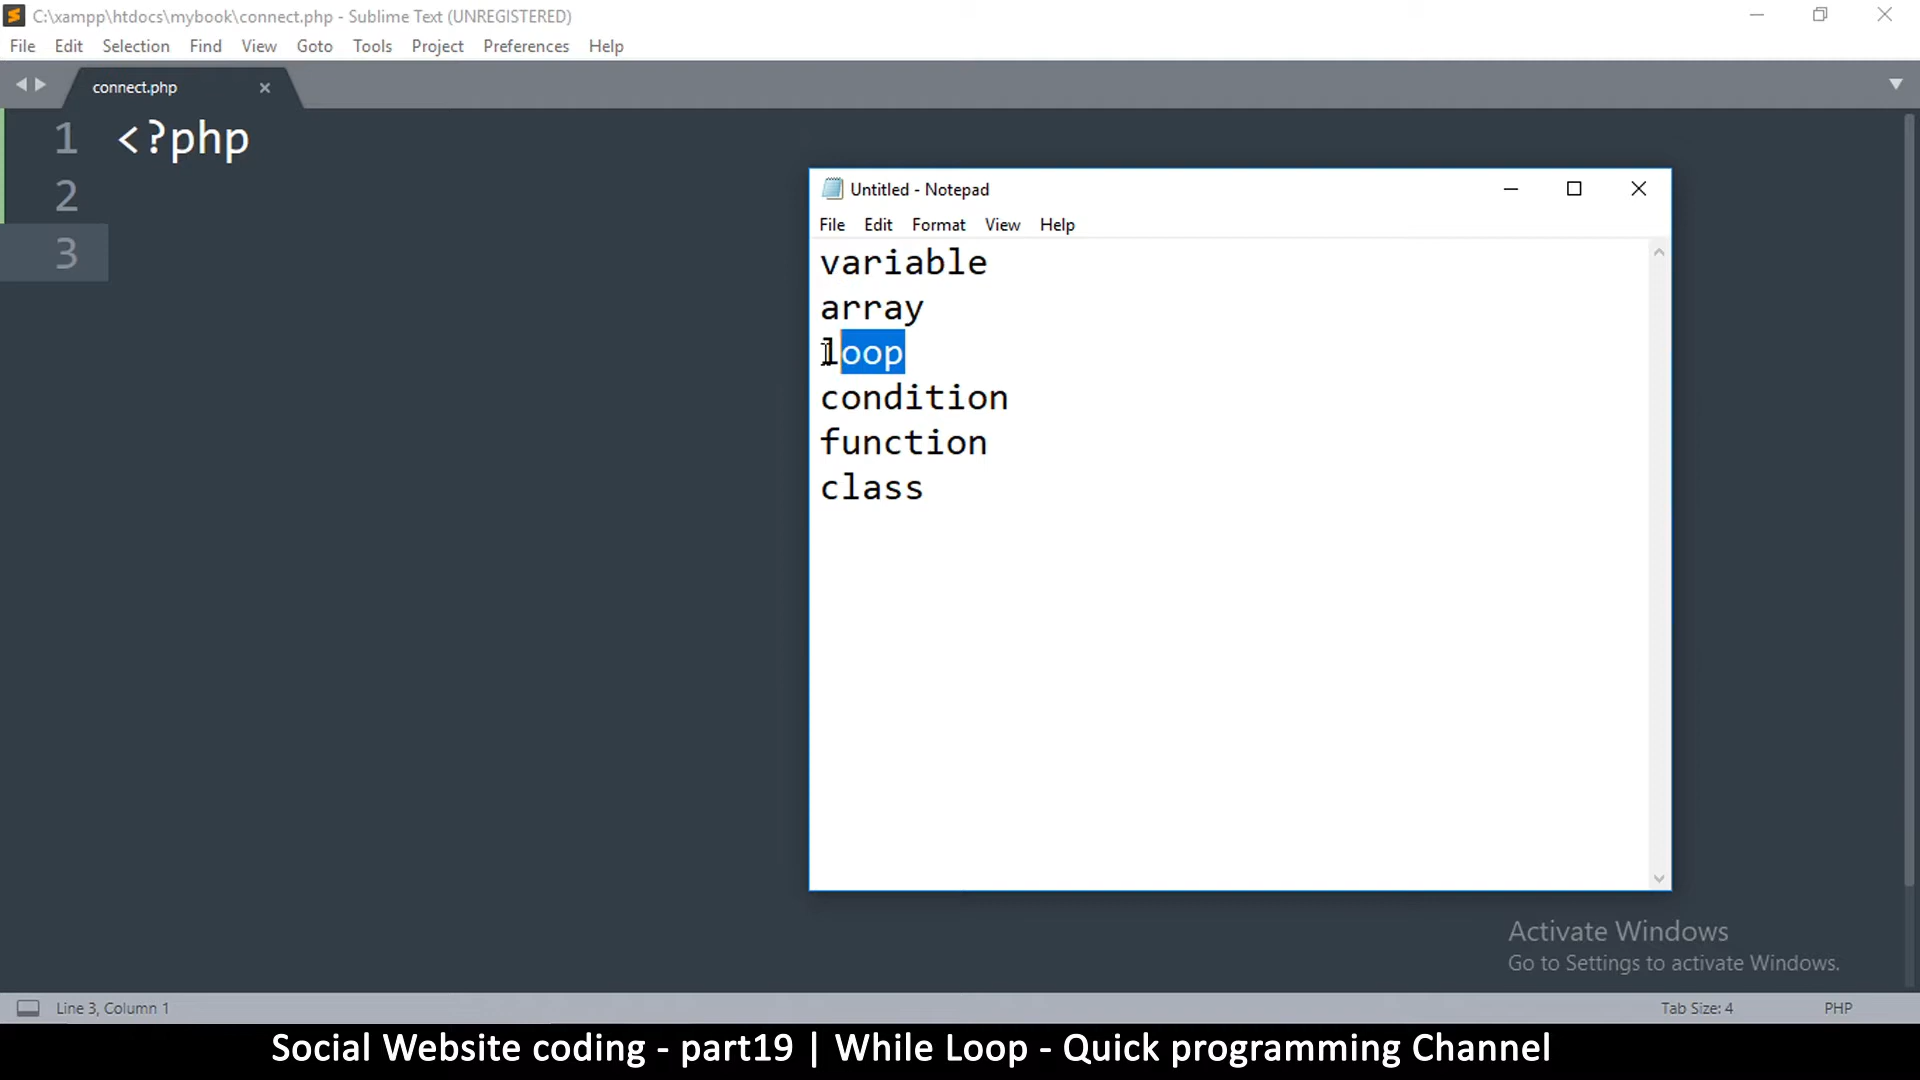 C:\xampp\htdocs\mybook\connect.php - Sublime Text (UNREGISTERED)
File Edit Selection Find View Goto Tools Project Preferences Help
connect.php
1 <?php
2
3
Untitled - Notepad
File Edit Format View Help
variable
array
loop
condition
function
class
Activate Windows
Go to Settings to activate Windows.
Line 3, Column 1
Tab Size: 4
PHP
Social Website coding - part19 | While Loop - Quick programming Channel